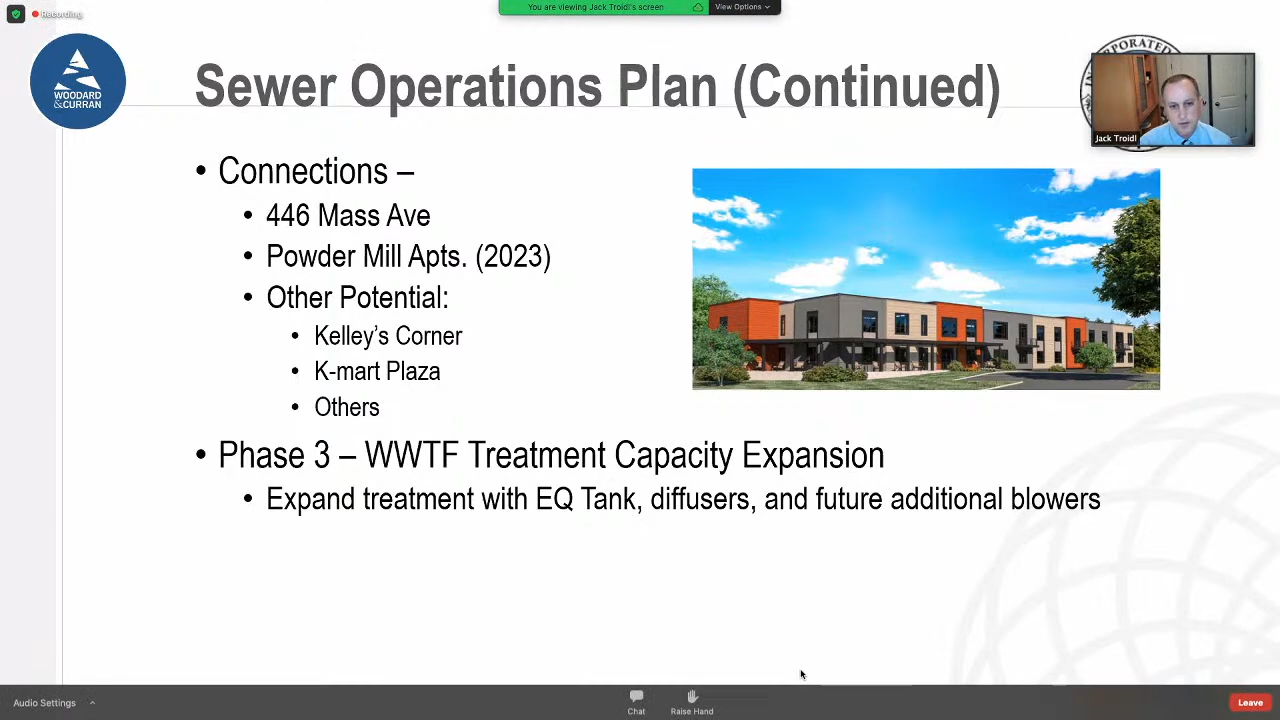 Recording
You are viewing Jack Troidl's screen
View Options
WOODARD
&CURRAN
Sewer Operations Plan (Continued)
ORPORATED
Jack Troidl
• Connections –
• 446 Mass Ave
• Powder Mill Apts. (2023)
• Other Potential:
• Kelley’s Corner
• K-mart Plaza
• Others
• Phase 3 – WWTF Treatment Capacity Expansion
• Expand treatment with EQ Tank, diffusers, and future additional blowers
Audio Settings
Chat
Raise Hand
Leave